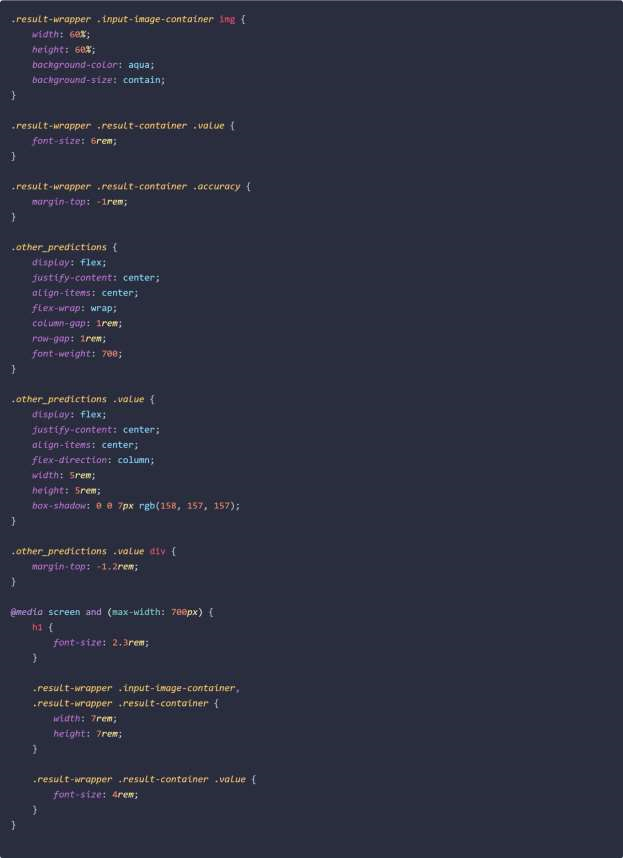 .result-wrapper .input-image-container img {
    width: 60%;
    height: 60%;
    background-color: aqua;
    background-size: contain;
}

.result-wrapper .result-container .value {
    font-size: 6rem;
}

.result-wrapper .result-container .accuracy {
    margin-top: -1rem;
}

.other_predictions {
    display: flex;
    justify-content: center;
    align-items: center;
    flex-wrap: wrap;
    column-gap: 1rem;
    row-gap: 1rem;
    font-weight: 700;
}

.other_predictions .value {
    display: flex;
    justify-content: center;
    align-items: center;
    flex-direction: column;
    width: 5rem;
    height: 5rem;
    box-shadow: 0 0 7px rgb(158, 157, 157);
}

.other_predictions .value div {
    margin-top: -1.2rem;
}

@media screen and (max-width: 700px) {
    h1 {
        font-size: 2.3rem;
    }

    .result-wrapper .input-image-container,
    .result-wrapper .result-container {
        width: 7rem;
        height: 7rem;
    }

    .result-wrapper .result-container .value {
        font-size: 4rem;
    }
}